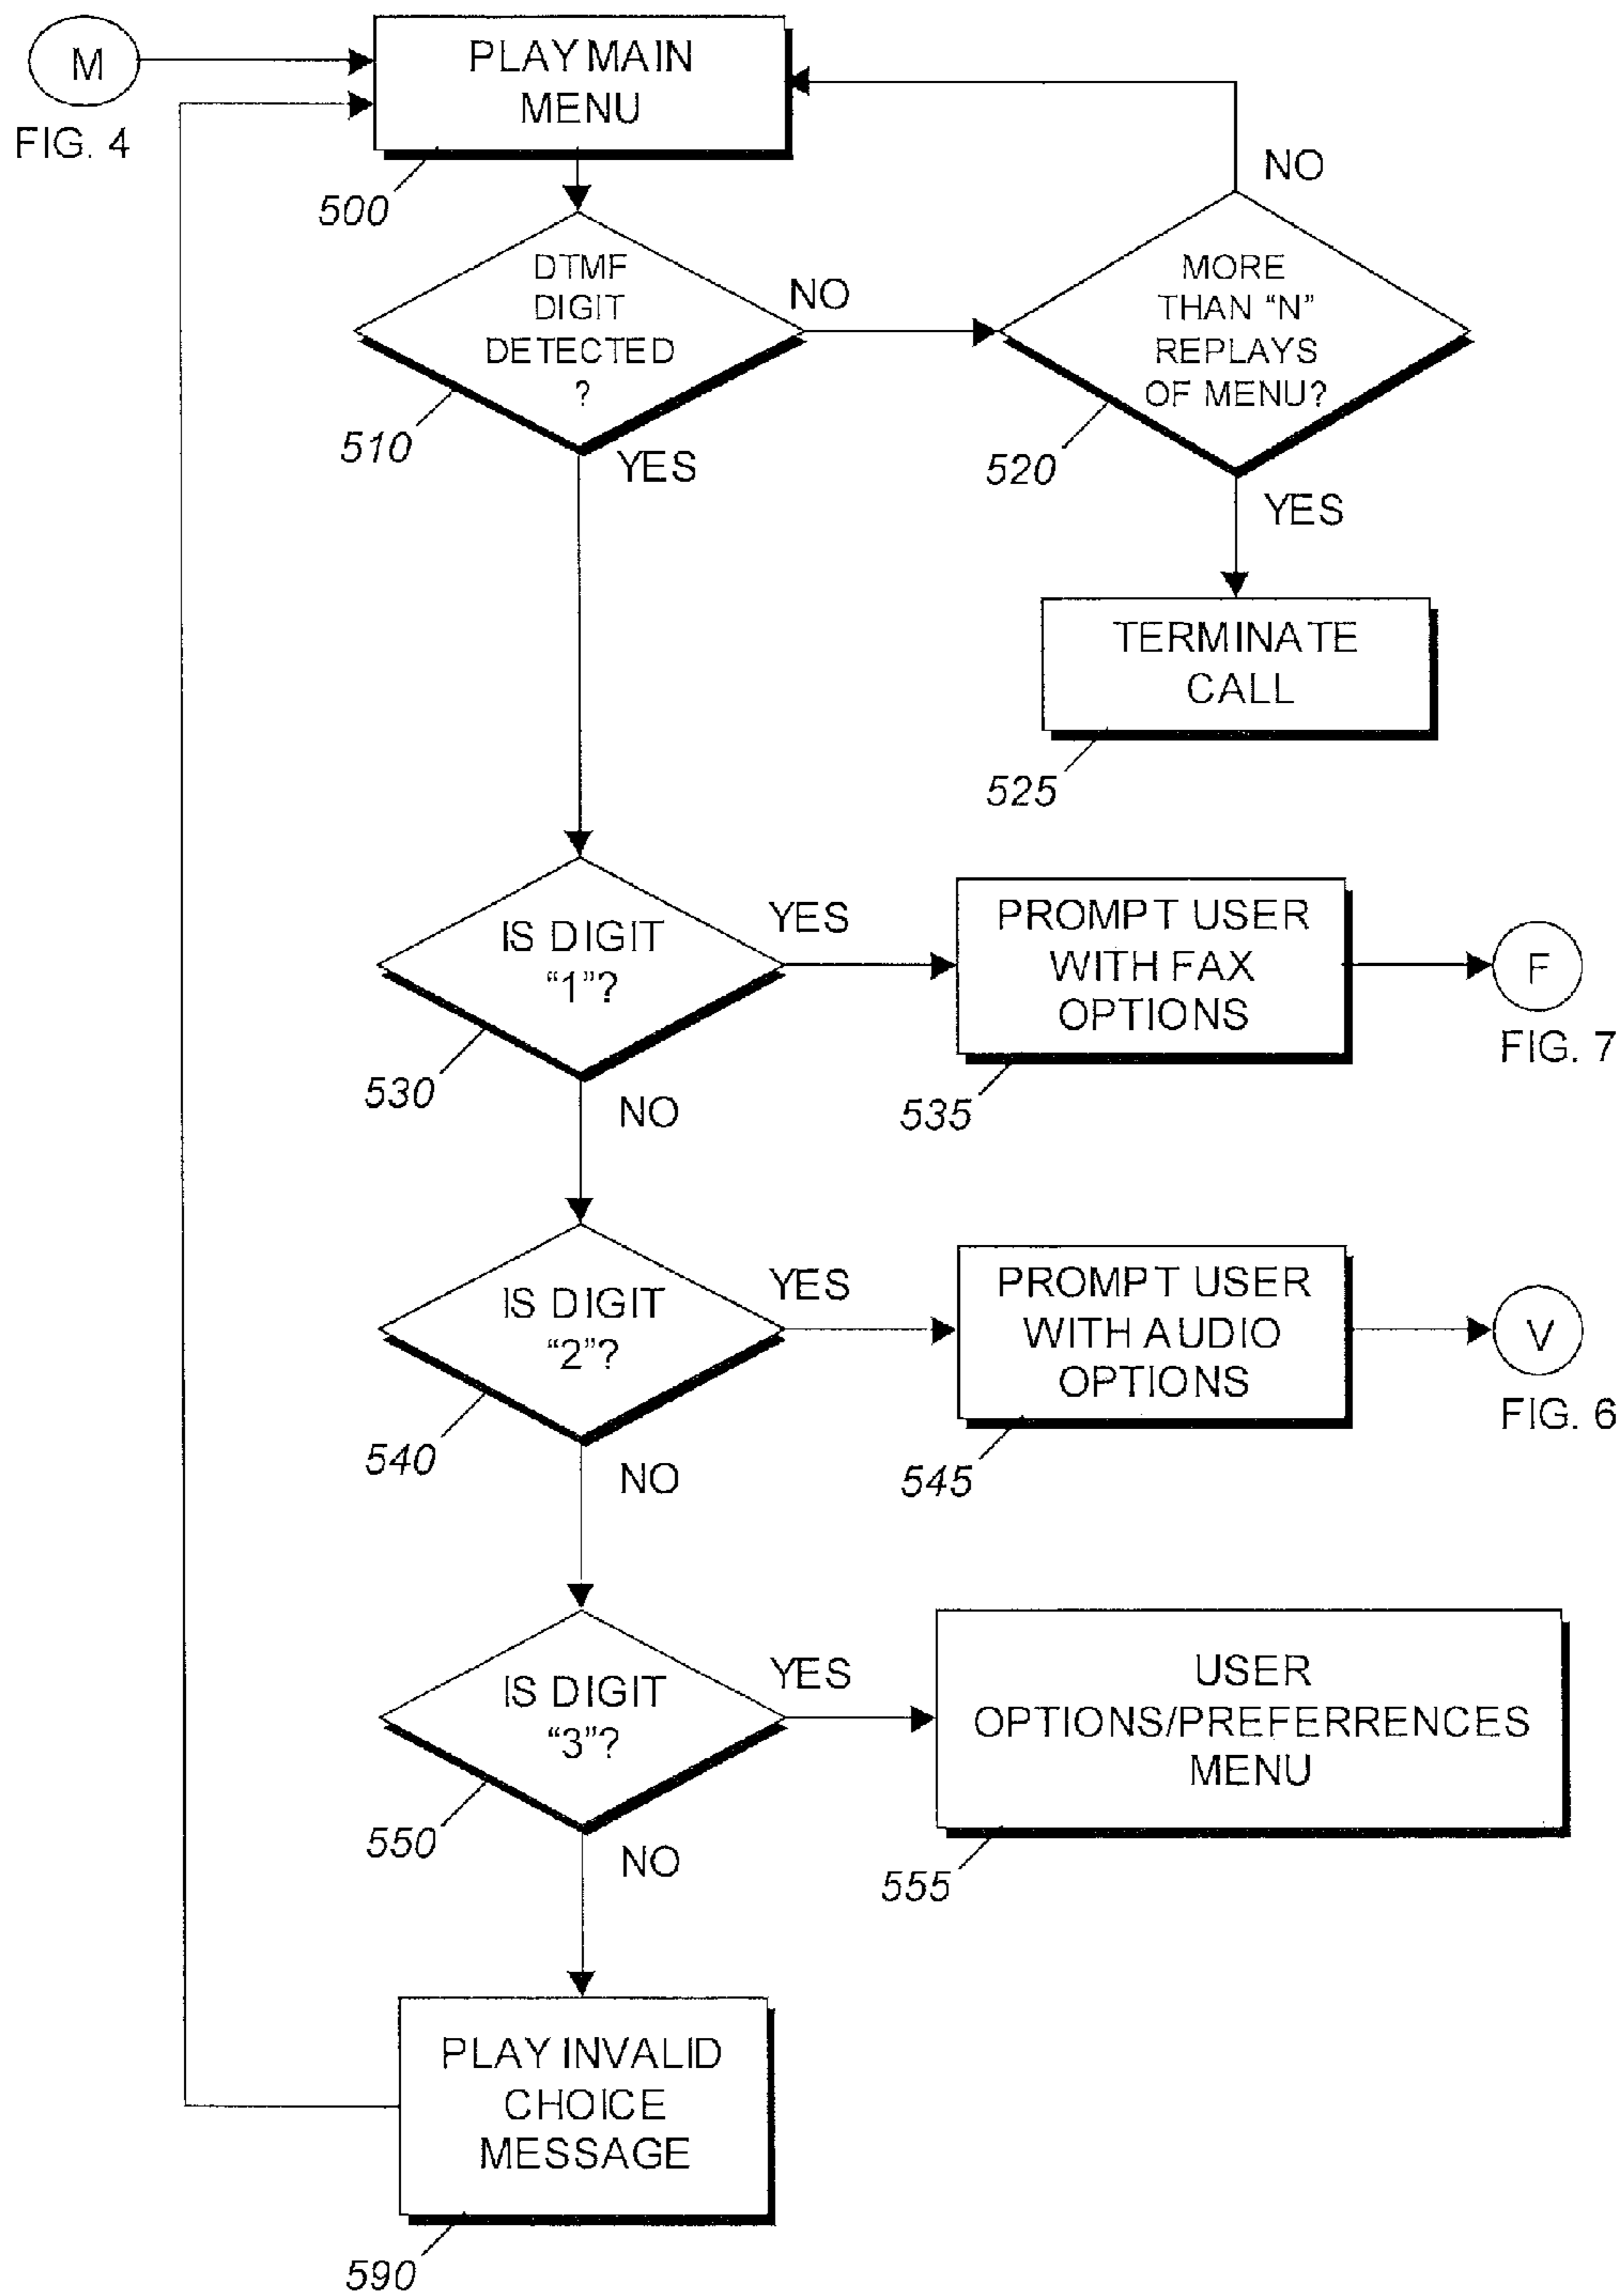 M
FIG. 4
PLAY MAIN
MENU
500
DTMF
DIGIT
DETECTED
?
510
NO
YES
MORE
THAN “N”
REPLAYS
OF MENU?
520
NO
YES
TERMINATE
CALL
525
IS DIGIT
“1”?
530
YES
NO
PROMPT USER
WITH FAX
OPTIONS
535
F
FIG. 7
IS DIGIT
“2”?
540
YES
NO
PROMPT USER
WITH AUDIO
OPTIONS
545
V
FIG. 6
IS DIGIT
“3”?
550
YES
NO
USER
OPTIONS/PREFERRENCES
MENU
555
PLAY INVALID
CHOICE
MESSAGE
590